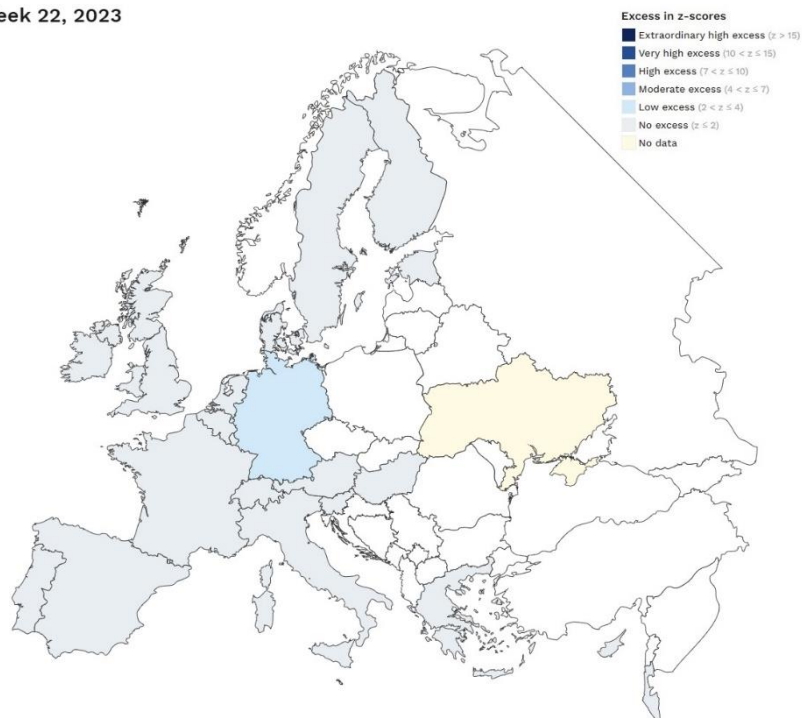 eek 22, 2023
Excess in z-scores
Extraordinary high excess (z > 15)
Very high excess (10 < z ≤ 15)
High excess (7 < z ≤ 10)
Moderate excess (4 < z ≤ 7)
Low excess (2 < z ≤ 4)
No excess (z ≤ 2)
No data